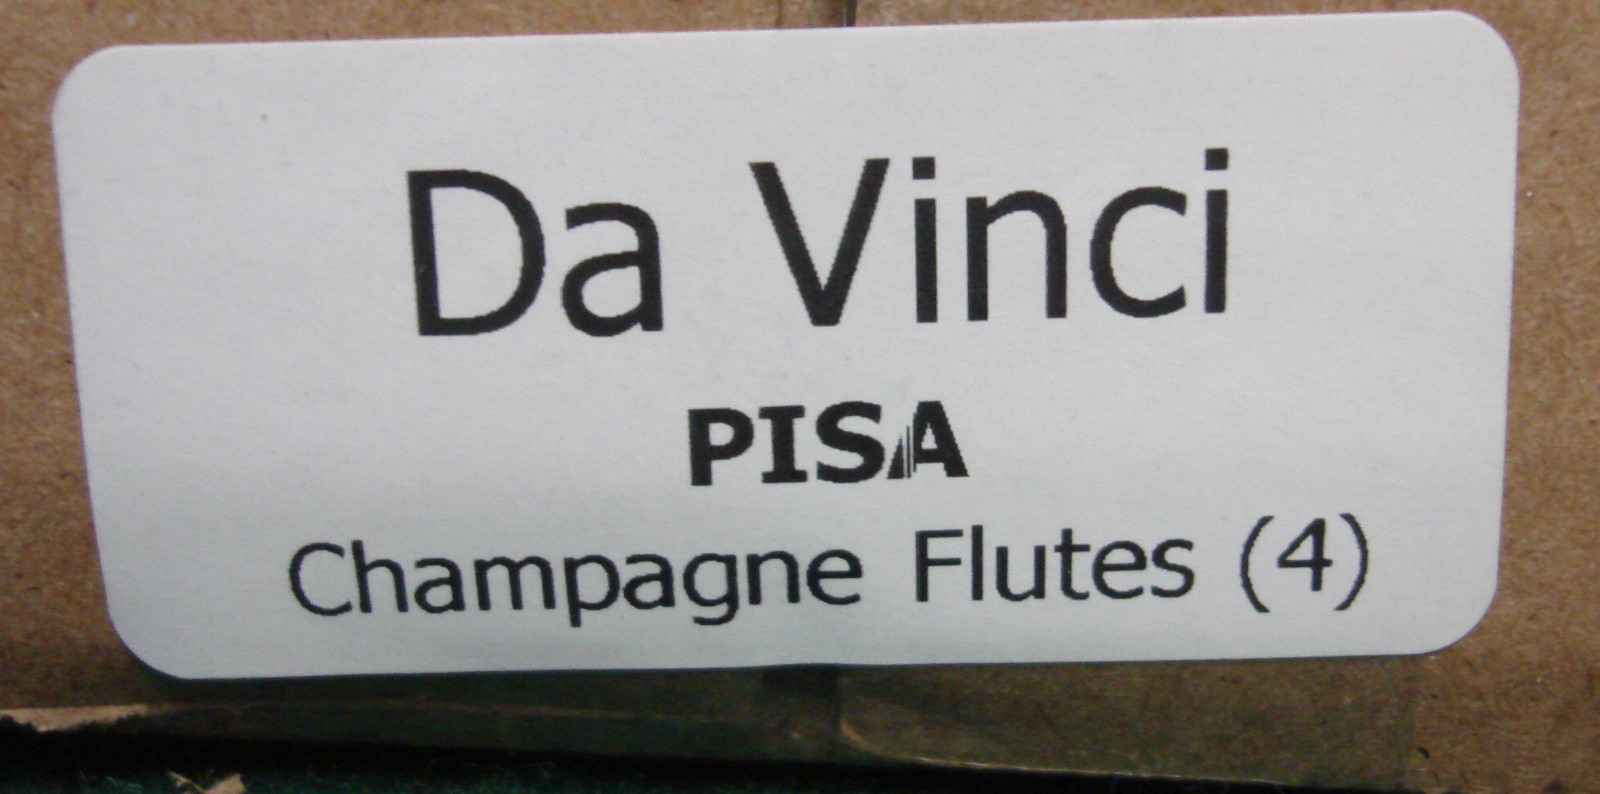 Da Vinci
PISA
Champagne Flutes (4)